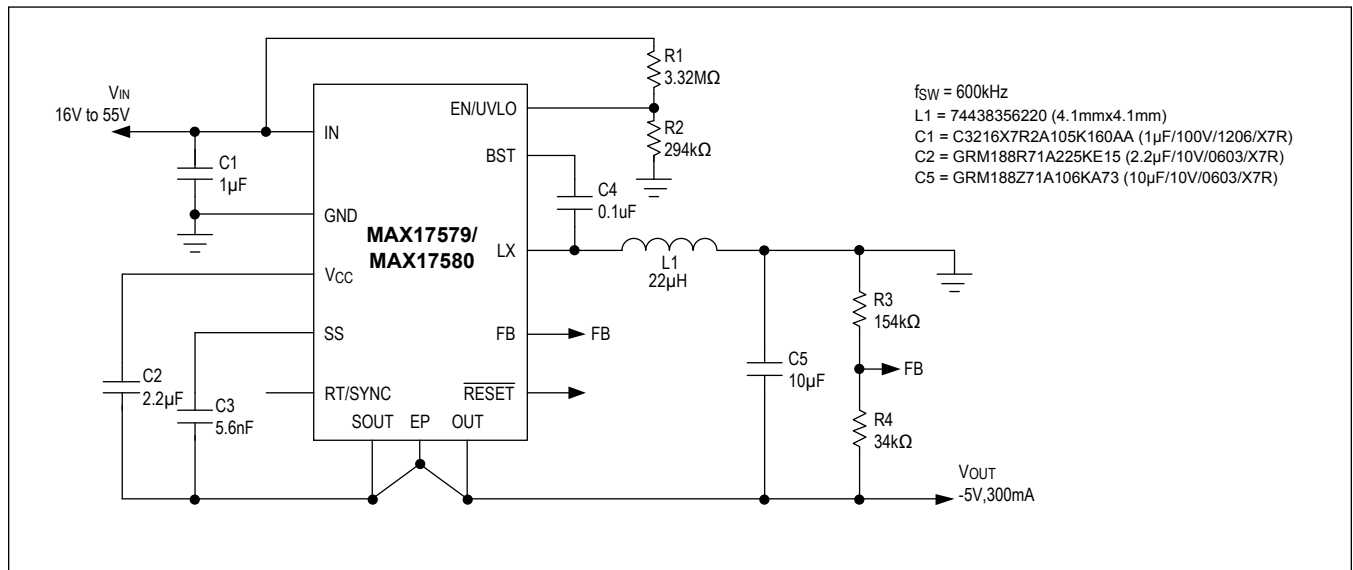 VIN
16V to 55V
C1
1µF
IN
GND
VCC
SS
RT/SYNC
MAX17579/
MAX17580
EN/UVLO
BST
LX
FB
RESET
SOUT EP OUT
R1
3.32MΩ
R2
294kΩ
C4
0.1uF
L1
22µH
FB
C2
2.2µF
C3
5.6nF
C5
10µF
R3
154kΩ
FB
R4
34kΩ
VOUT
-5V,300mA
fSW = 600kHz
L1 = 74438356220 (4.1mmx4.1mm)
C1 = C3216X7R2A105K160AA (1µF/100V/1206/X7R)
C2 = GRM188R71A225KE15 (2.2µF/10V/0603/X7R)
C5 = GRM188Z71A106KA73 (10µF/10V/0603/X7R)